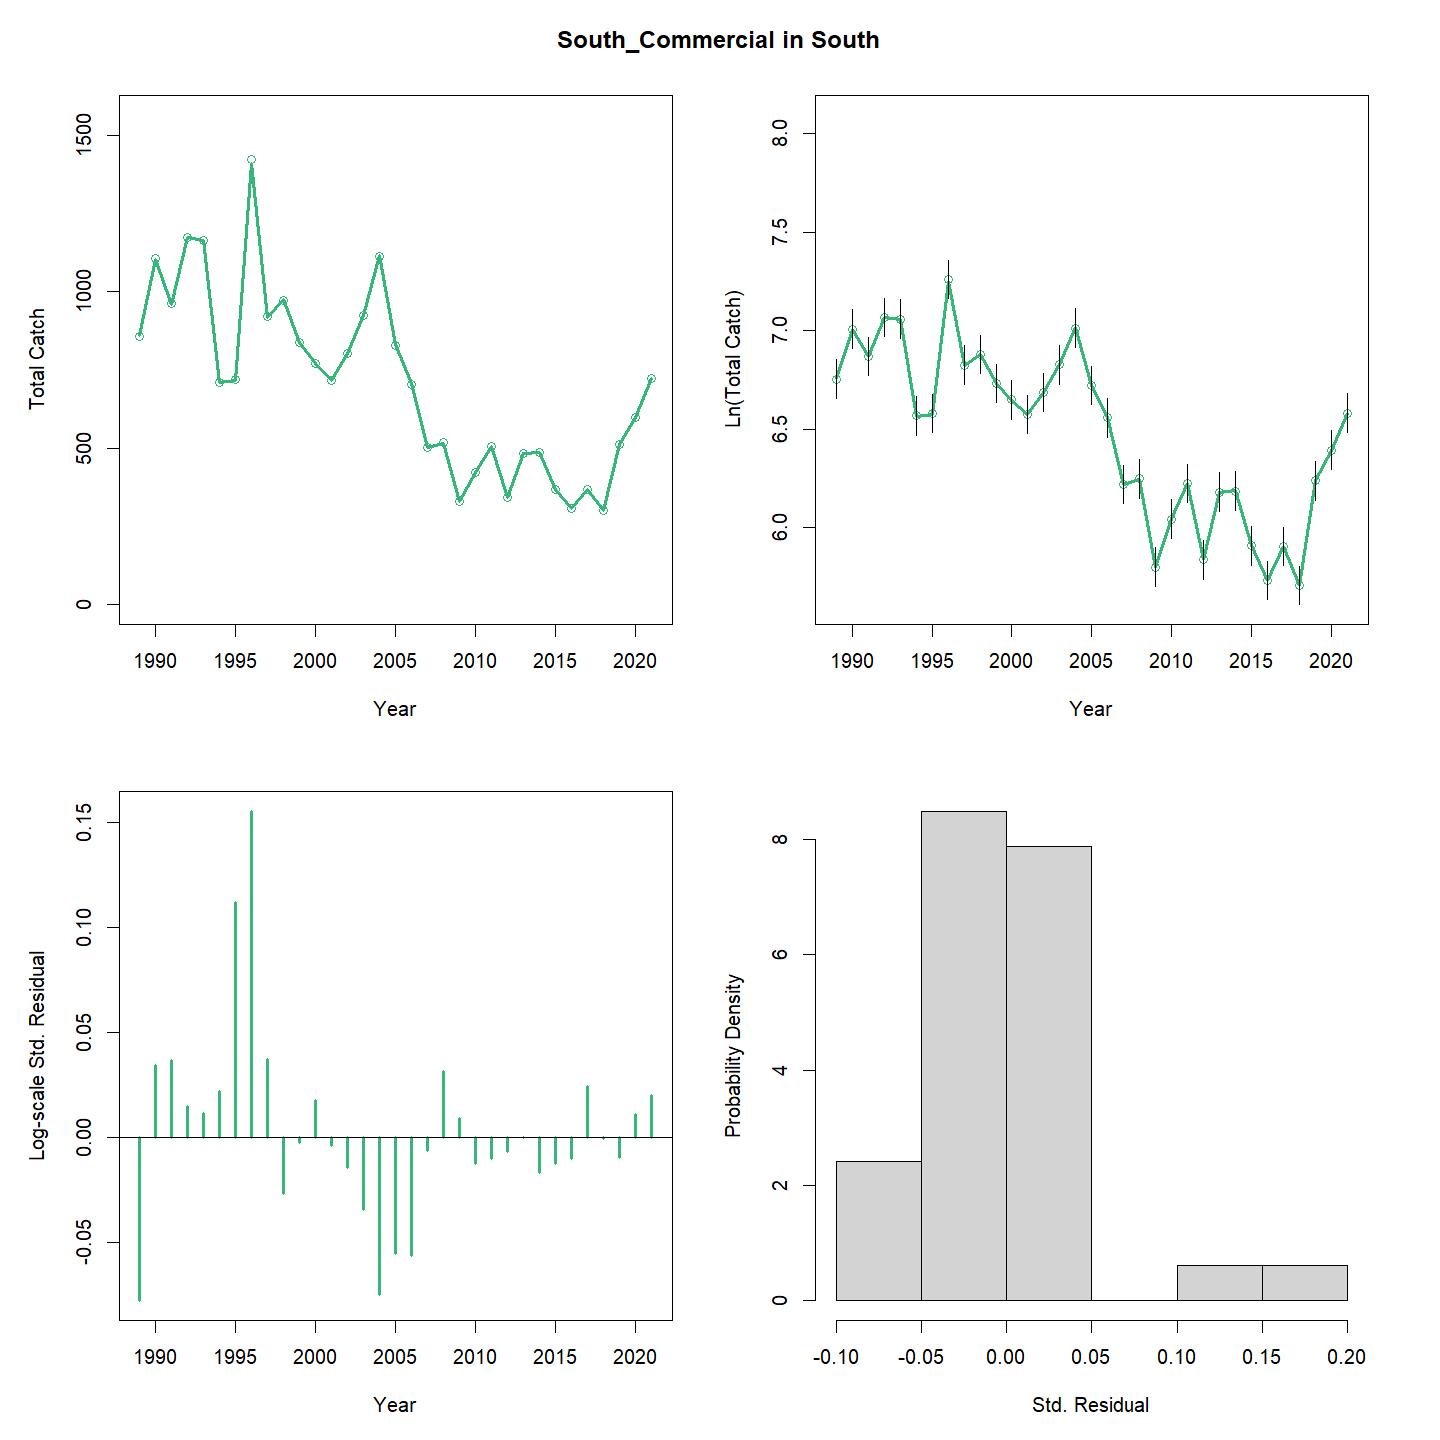 South_Commercial in South
Total Catch
1500
1000
500
0
1990 1995 2000 2005 2010 2015 2020
Year
Ln(Total Catch)
8.0
7.5
7.0
6.5
6.0
1990 1995 2000 2005 2010 2015 2020
Year
Log-scale Std. Residual
0.15
0.10
0.05
0.00
-0.05
1990 1995 2000 2005 2010 2015 2020
Year
Probability Density
8
6
4
2
0
-0.10 -0.05 0.00 0.05 0.10 0.15 0.20
Std. Residual